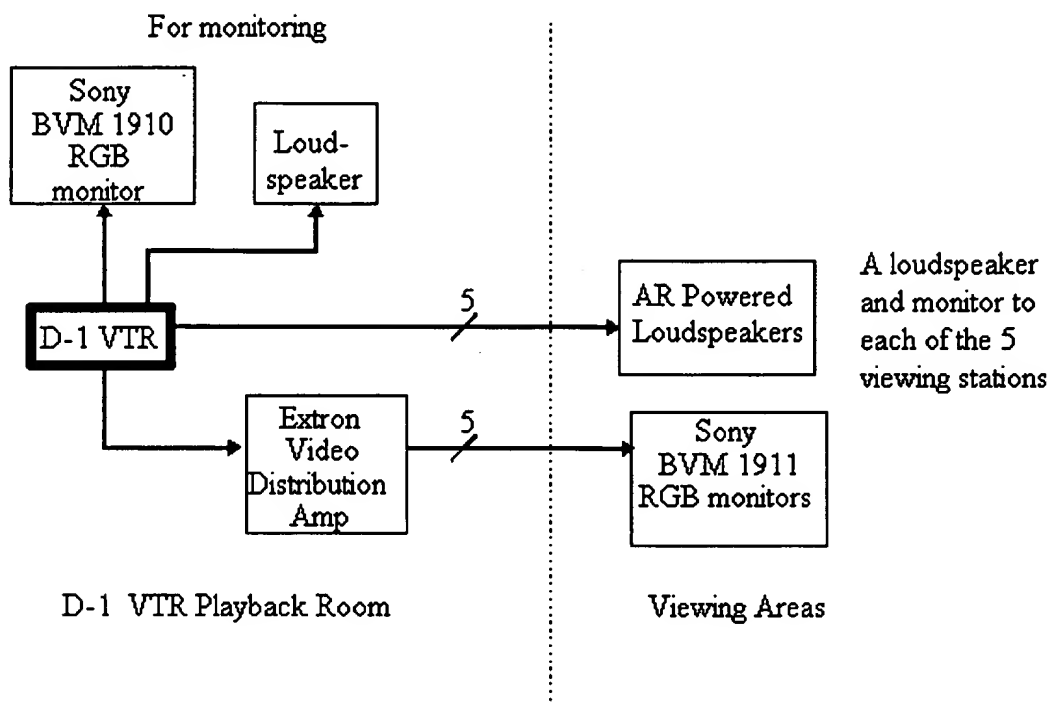 For monitoring
Sony
BVM 1910
RGB
monitor
Loud-
speaker
D-1 VTR
5
AR Powered
Loudspeakers
A loudspeaker
and monitor to
each of the 5
viewing stations
Extron
Video
Distribution
Amp
5
Sony
BVM 1911
RGB monitors
D-1 VTR Playback Room
Viewing Areas